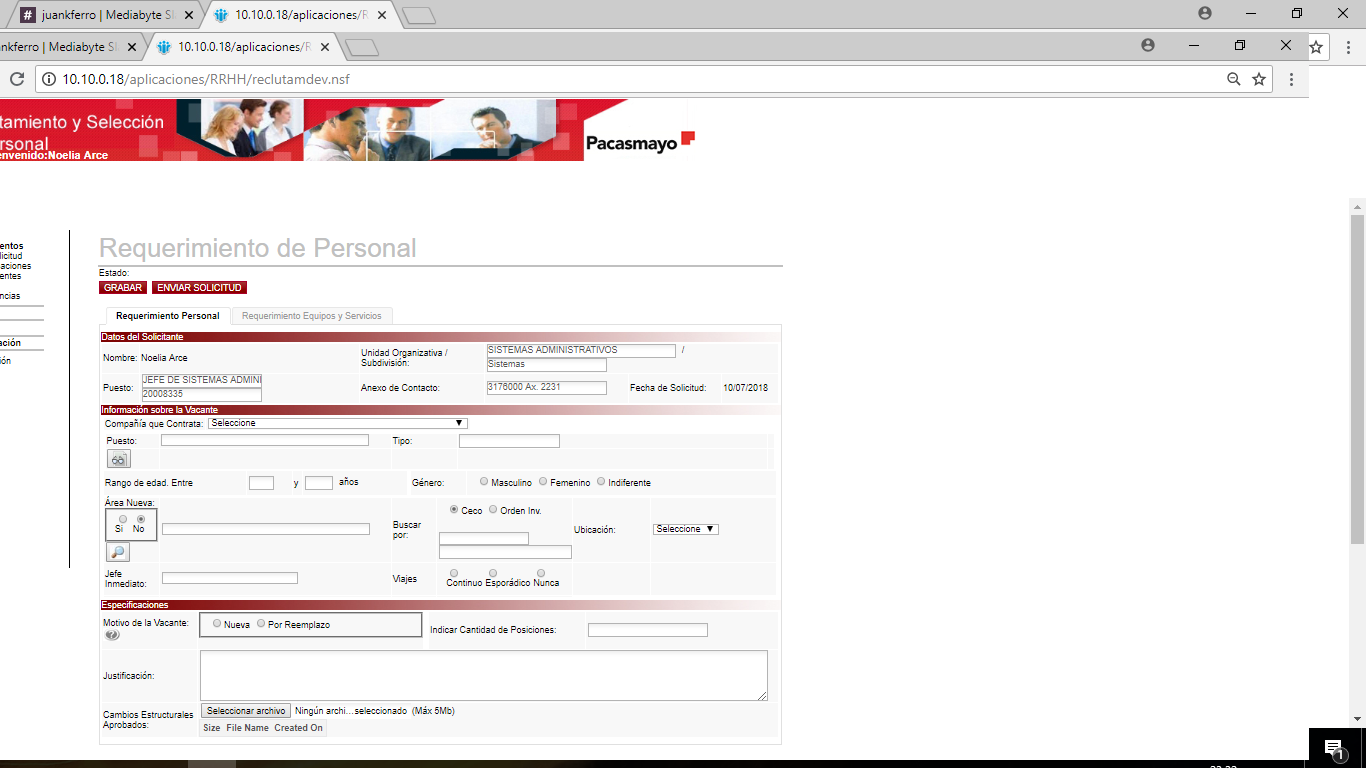 juankferro | Mediabyte Sl
10.10.0.18/aplicaciones/R
ankferro | Mediabyte Sl
10.10.0.18/aplicaciones/R
10.10.0.18/aplicaciones/RRHH/reclutamdev.nsf
tamiento y Selección
rsonal
envenido:Noelia Arce
Pacasmayo
entos
licitud
aciones
entes
ncias
ación
ión
Requerimiento de Personal
Estado:
GRABAR ENVIAR SOLICITUD
Requerimiento Personal Requerimiento Equipos y Servicios
Datos del Solicitante
Nombre: Noelia Arce
Unidad Organizativa /
Subdivisión:
SISTEMAS ADMINISTRATIVOS /
Sistemas
Puesto:
JEFE DE SISTEMAS ADMINI
20008335
Anexo de Contacto: 3176000 Ax. 2231 Fecha de Solicitud: 10/07/2018
Información sobre la Vacante
Compañía que Contrata: Seleccione
Puesto: Tipo:
Rango de edad. Entre y años Género: Masculino Femenino Indiferente
Área Nueva:
Si No
Buscar
por:
Ceco Orden Inv.
Ubicación: Seleccione
Jefe
Inmediato:
Viajes
Continuo Esporádico Nunca
Especificaciones
Motivo de la Vacante: Nueva Por Reemplazo
Indicar Cantidad de Posiciones:
Justificación:
Cambios Estructurales
Aprobados:
Seleccionar archivo Ningún archi...seleccionado (Máx 5Mb)
Size File Name Created On
1